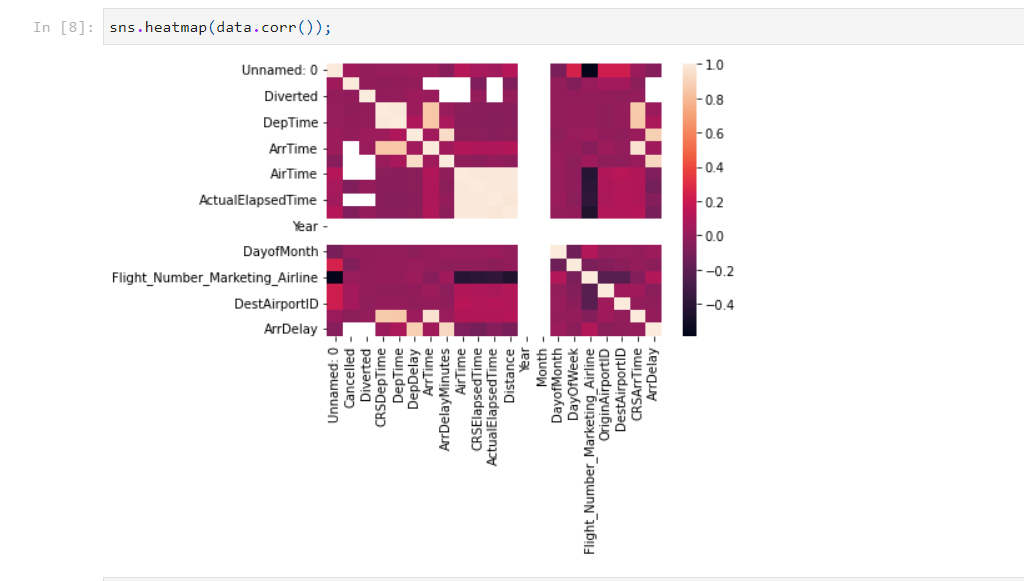 In [8]: sns.heatmap(data.corr());
Unnamed: 0
Diverted
DepTime
ArrTime
AirTime
ActualElapsedTime
Year
DayofMonth
Flight_Number_Marketing_Airline
DestAirportID
ArrDelay
1.0
0.8
0.6
0.4
0.2
0.0
−0.2
−0.4
Unnamed: 0
Cancelled
Diverted
CRSDepTime
DepTime
DepDelay
ArrTime
ArrDelayMinutes
AirTime
CRSElapsedTime
ActualElapsedTime
Distance
Year
Month
DayofMonth
DayOfWeek
Flight_Number_Marketing_Airline
OriginAirportID
DestAirportID
CRSArrTime
ArrDelay